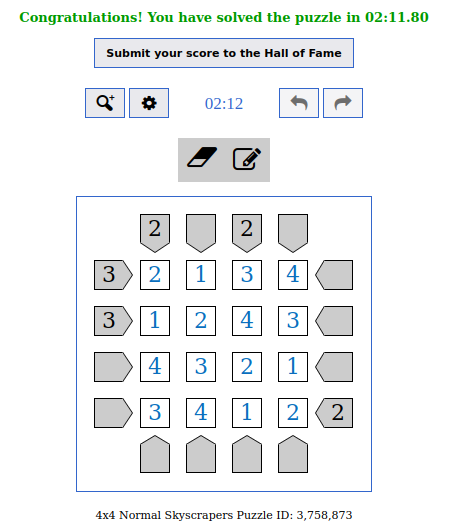 Congratulations! You have solved the puzzle in 02:11.80
Submit your score to the Hall of Fame
02:12
2 2
3 2 1 3 4
3 1 2 4 3
4 3 2 1
3 4 1 2 2
4x4 Normal Skyscrapers Puzzle ID: 3,758,873